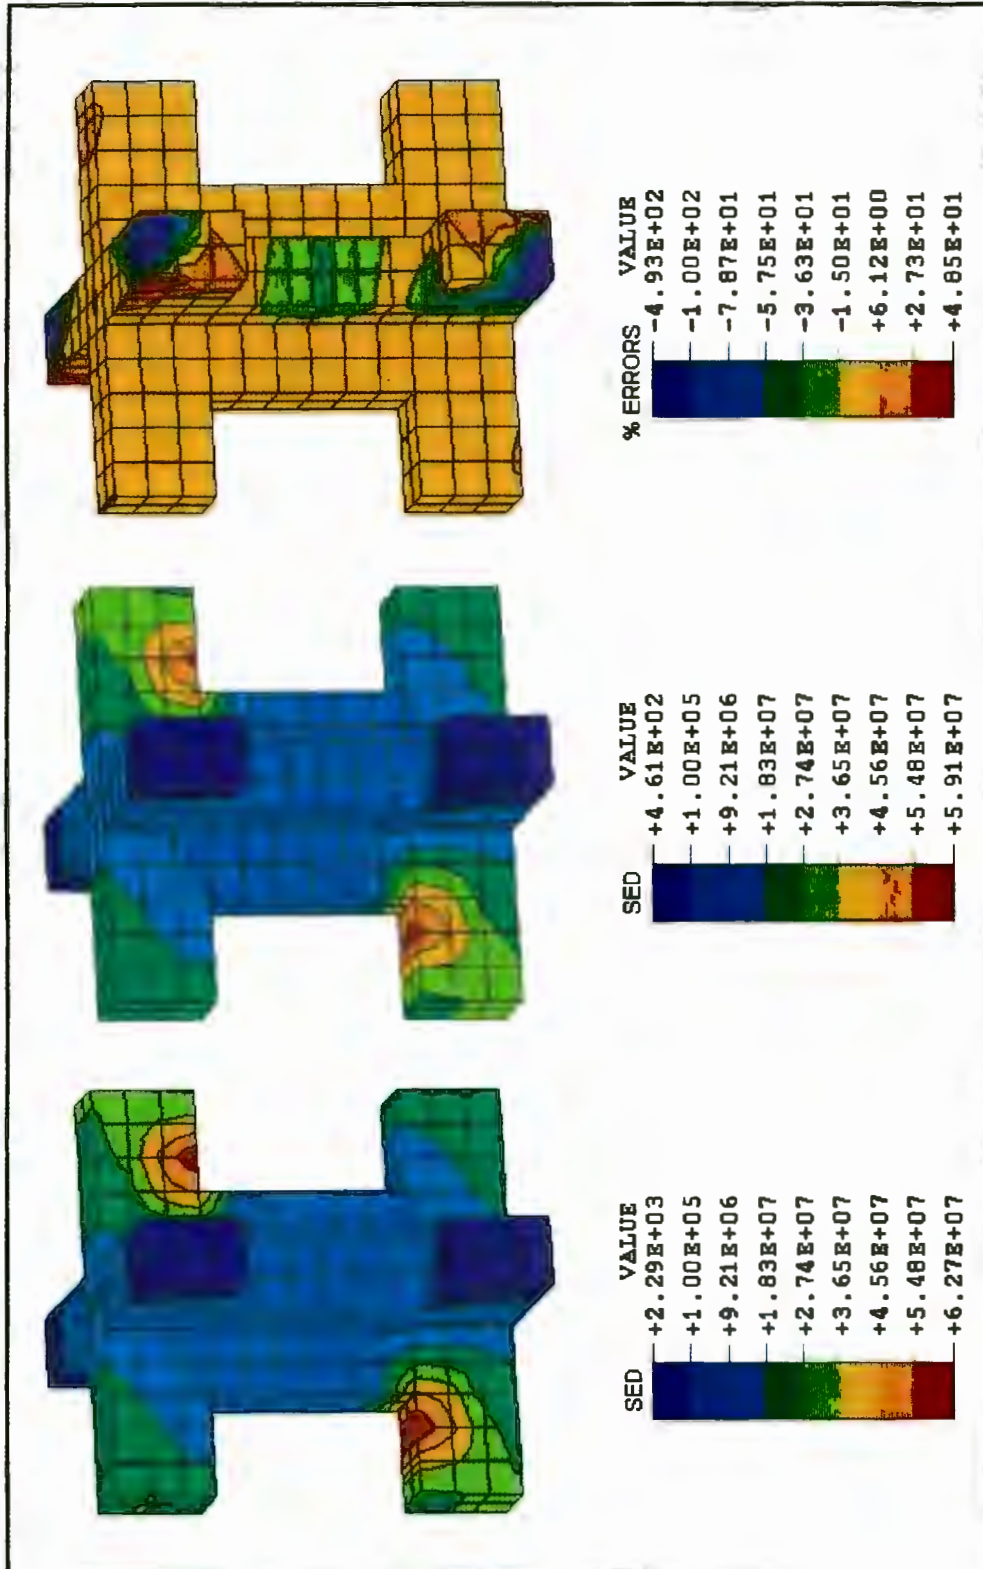 % ERRORS VALUE
-4.93E+02
-1.00E+02
-7.87E+01
-5.75E+01
-3.63E+01
-1.50E+01
+6.12E+00
+2.73E+01
+4.85E+01
SED VALUE
+4.61E+02
+1.00E+05
+9.21E+06
+1.83E+07
+2.74E+07
+3.65E+07
+4.56E+07
+5.48E+07
+5.91E+07
SED VALUE
+2.29E+03
+1.00E+05
+9.21E+06
+1.83E+07
+2.74E+07
+3.65E+07
+4.56E+07
+5.48E+07
+6.27E+07